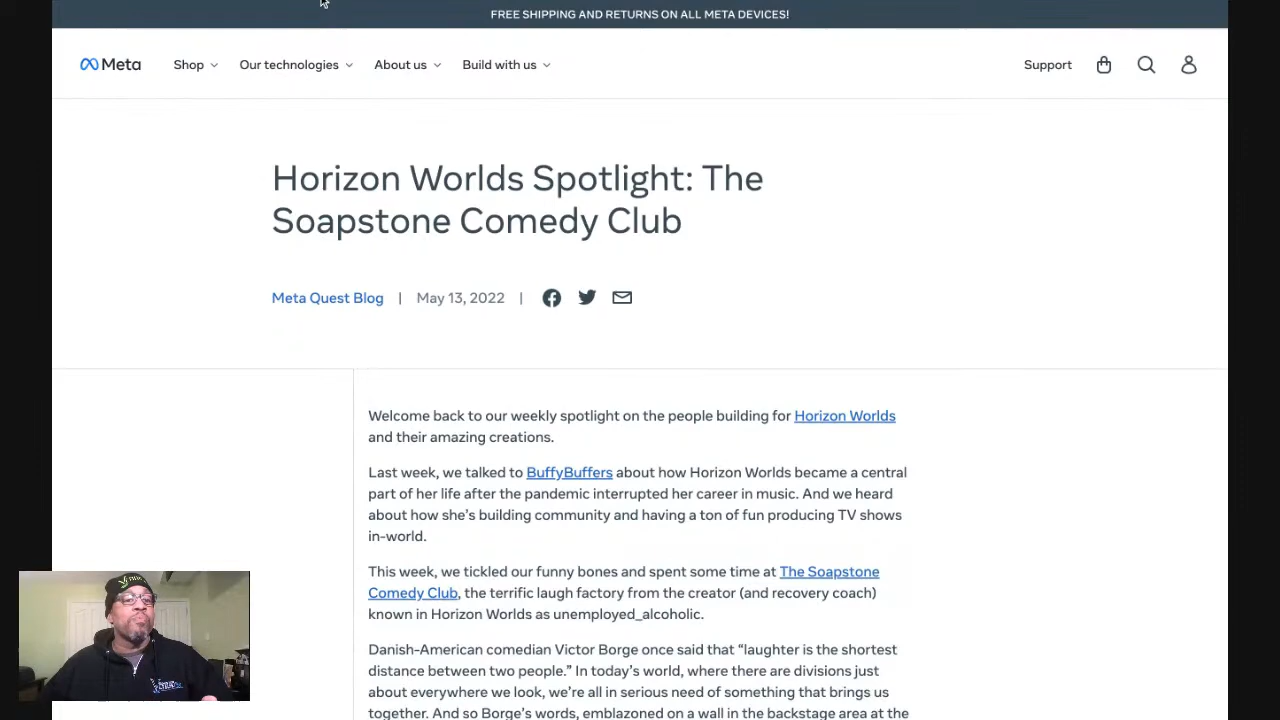 FREE SHIPPING AND RETURNS ON ALL META DEVICES!
Meta Shop Our technologies About us Build with us Support
Horizon Worlds Spotlight: The
Soapstone Comedy Club
Meta Quest Blog | May 13, 2022 |
Welcome back to our weekly spotlight on the people building for Horizon Worlds
and their amazing creations.
Last week, we talked to BuffyBuffers about how Horizon Worlds became a central
part of her life after the pandemic interrupted her career in music. And we heard
about how she’s building community and having a ton of fun producing TV shows
in-world.
This week, we tickled our funny bones and spent some time at The Soapstone
Comedy Club, the terrific laugh factory from the creator (and recovery coach)
known in Horizon Worlds as unemployed_alcoholic.
Danish-American comedian Victor Borge once said that “laughter is the shortest
distance between two people.” In today’s world, where there are divisions just
about everywhere we look, we’re all in serious need of something that brings us
together. And so Borge’s words, emblazoned on a wall in the backstage area at the